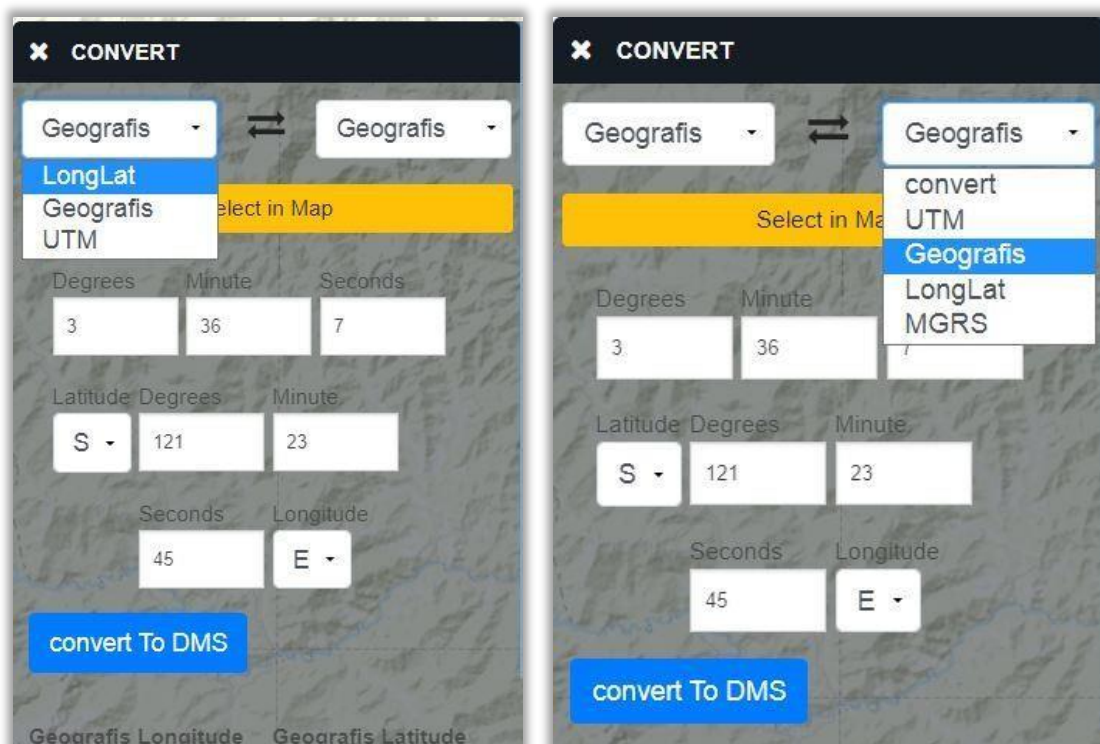 ✖ CONVERT
Geografis Geografis
LongLat
Geografis
UTM
elect in Map
Degrees Minute Seconds
3 36 7
Latitude Degrees Minute
S 121 23
Seconds Longitude
45 E
convert To DMS
Geografis Longitude Geografis Latitude
✖ CONVERT
Geografis Geografis
convert
UTM
Geografis
LongLat
MGRS
Select in Ma
Degrees Minute
3 36 7
Latitude Degrees Minute
S 121 23
Seconds Longitude
45 E
convert To DMS